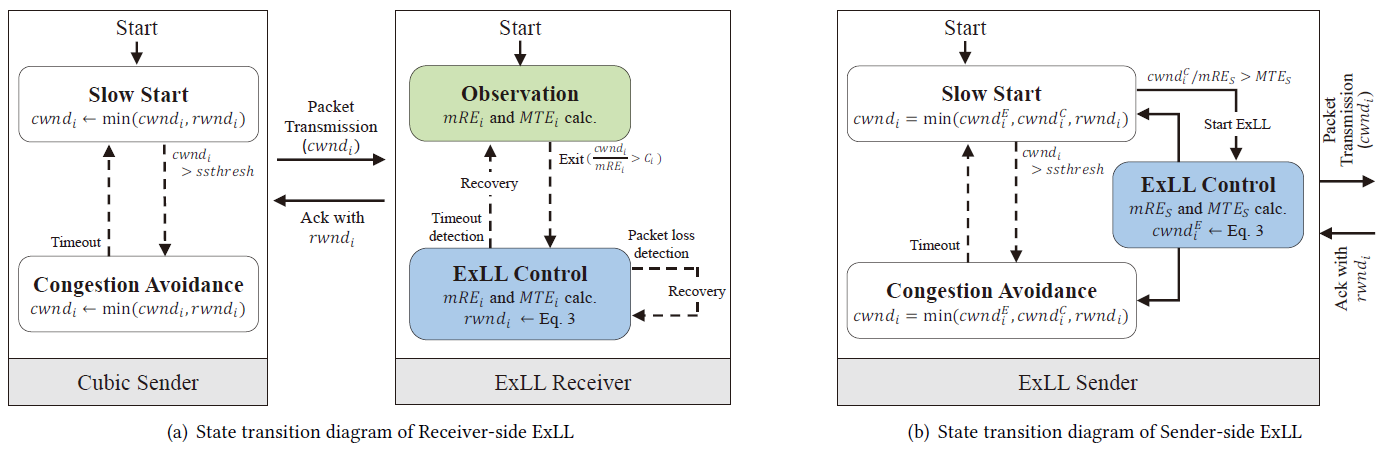 Start
Slow Start
cwnd_i ← min(cwnd_i, rwnd_i)
cwnd_i
> ssthresh
Timeout
Congestion Avoidance
cwnd_i ← min(cwnd_i, rwnd_i)
Cubic Sender
Packet
Transmission
(cwnd_i)
Ack with
rwnd_i
Start
Observation
mRE_i and MTE_i calc.
Exit (cwnd_i/mRE_i > C_i)
Recovery
Timeout
detection
Packet loss
detection
Recovery
ExLL Control
mRE_i and MTE_i calc.
rwnd_i ← Eq. 3
ExLL Receiver
(a) State transition diagram of Receiver-side ExLL
Start
Slow Start
cwnd_i = min(cwnd_i^E, cwnd_i^C, rwnd_i)
cwnd_i^C/mRE_S > MTE_S
Start ExLL
cwnd_i
> ssthresh
Timeout
ExLL Control
mRE_S and MTE_S calc.
cwnd_i^E ← Eq. 3
Congestion Avoidance
cwnd_i = min(cwnd_i^E, cwnd_i^C, rwnd_i)
ExLL Sender
Packet
Transmission
(cwnd_i)
Ack with
rwnd_i
(b) State transition diagram of Sender-side ExLL